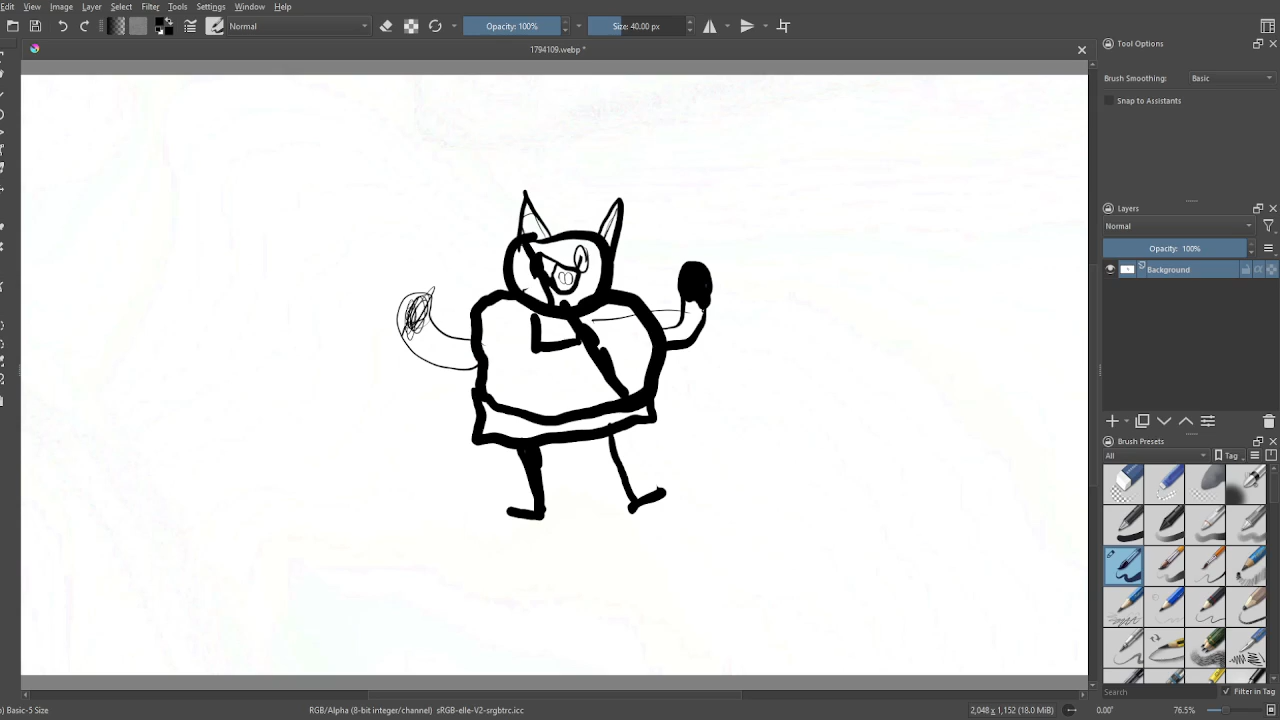 File Edit View Image Layer Select Filter Tools Settings Window Help
Normal Opacity: 100% Size: 40.00 px
1794109.webp *
Tool Options
Brush Smoothing: Basic
Snap to Assistants
Layers
Normal
Opacity: 100%
Background
Brush Presets
All Tag
Search Filter in Tag
Basic-5 Size RGB/Alpha (8-bit integer/channel) sRGB-elle-V2-srgbtrc.icc 2,048 x 1,152 (18.0 MiB) 0.00° 76.5%